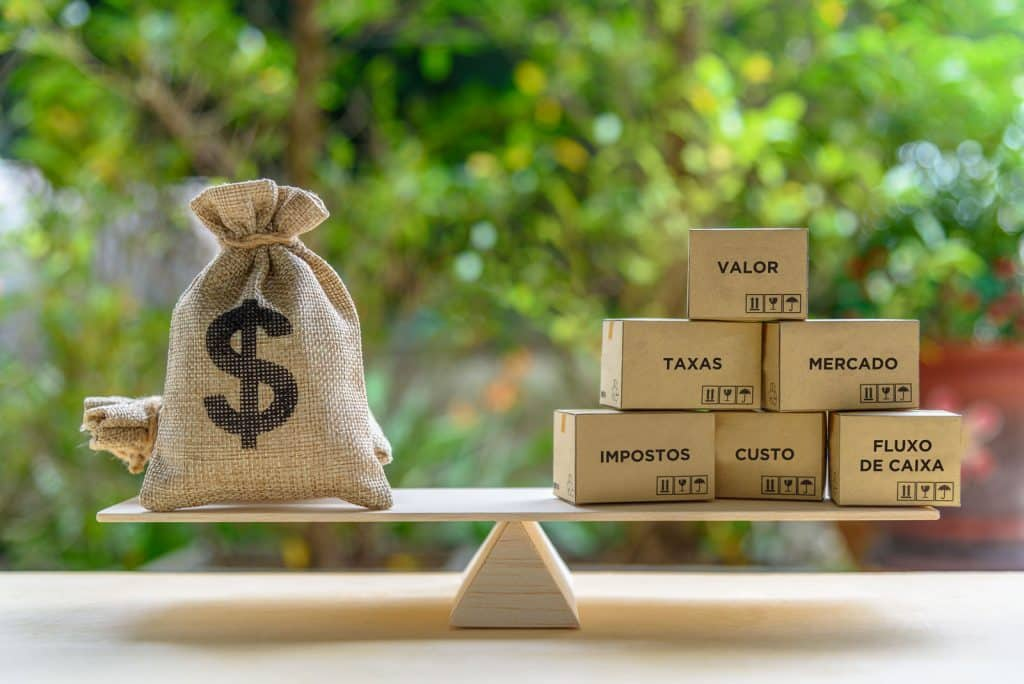 $
VALOR
TAXAS
MERCADO
IMPOSTOS
CUSTO
FLUXO
DE CAIXA